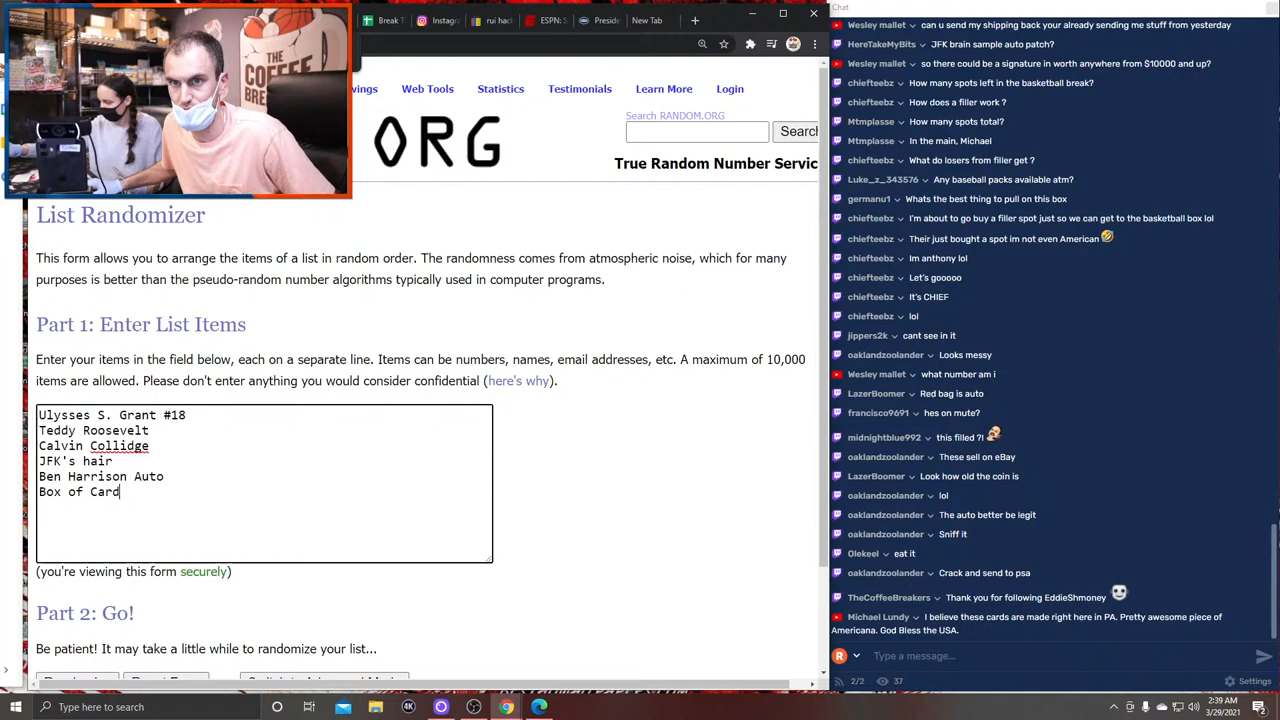 Break T
Instagr
rui hack
ESPNL
Preside
New Tab
THE
COFFEE
BRE
wings
Web Tools
Statistics
Testimonials
Learn More
Login
ORG
Search RANDOM.ORG
Search
True Random Number Servic
List Randomizer
This form allows you to arrange the items of a list in random order. The randomness comes from atmospheric noise, which for many
purposes is better than the pseudo-random number algorithms typically used in computer programs.
Part 1: Enter List Items
Enter your items in the field below, each on a separate line. Items can be numbers, names, email addresses, etc. A maximum of 10,000
items are allowed. Please don't enter anything you would consider confidential (here's why).
Ulysses S. Grant #18
Teddy Roosevelt
Calvin Collidge
JFK's hair
Ben Harrison Auto
Box of Card
(you're viewing this form securely)
Part 2: Go!
Be patient! It may take a little while to randomize your list...
Chat
Wesley mallet can u send my shipping back your already sending me stuff from yesterday
HereTakeMyBits JFK brain sample auto patch?
Wesley mallet so there could be a signature in worth anywhere from $10000 and up?
chiefteebz How many spots left in the basketball break?
chiefteebz How does a filler work ?
Mtmplasse How many spots total?
Mtmplasse In the main, Michael
chiefteebz What do losers from filler get ?
Luke_z_343576 Any baseball packs available atm?
germanu1 Whats the best thing to pull on this box
chiefteebz I'm about to go buy a filler spot just so we can get to the basketball box lol
chiefteebz Their just bought a spot im not even American 🤣
chiefteebz Im anthony lol
chiefteebz Let's gooooo
chiefteebz It's CHIEF
chiefteebz lol
jippers2k cant see in it
oaklandzoolander Looks messy
Wesley mallet what number am i
LazerBoomer Red bag is auto
francisco9691 hes on mute?
midnightblue992 this filled ?!
oaklandzoolander These sell on eBay
LazerBoomer Look how old the coin is
oaklandzoolander lol
oaklandzoolander The auto better be legit
oaklandzoolander Sniff it
Olekeel eat it
oaklandzoolander Crack and send to psa
TheCoffeeBreakers Thank you for following EddieShmoney
Michael Lundy I believe these cards are made right here in PA. Pretty awesome piece of
Americana. God Bless the USA.
R Type a message...
2/2 37 Settings
Type here to search
2:39 AM
3/29/2021